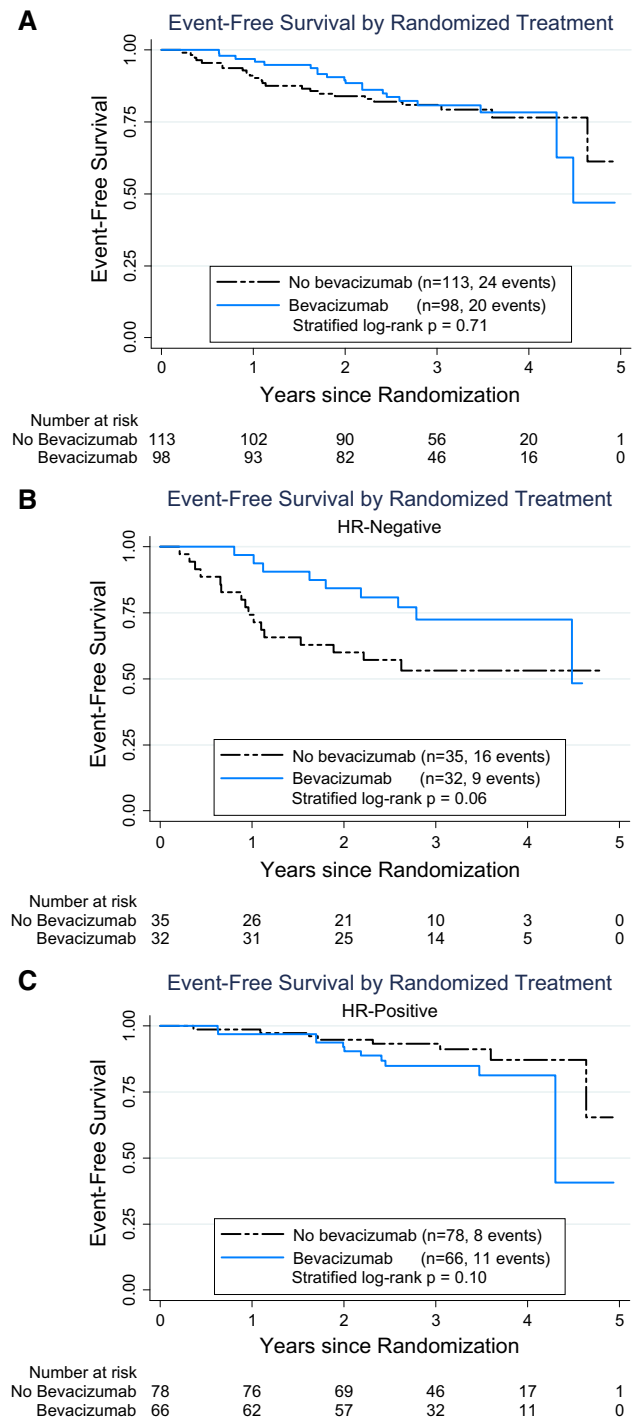 A
Event-Free Survival by Randomized Treatment
Event-Free Survival
1.00
0.75
0.50
0.25
0.00
No bevacizumab (n=113, 24 events)
Bevacizumab (n=98, 20 events)
Stratified log-rank p = 0.71
0 1 2 3 4 5
Years since Randomization
Number at risk
No Bevacizumab 113 102 90 56 20 1
Bevacizumab 98 93 82 46 16 0
B
Event-Free Survival by Randomized Treatment
HR-Negative
Event-Free Survival
1.00
0.75
0.50
0.25
0.00
No bevacizumab (n=35, 16 events)
Bevacizumab (n=32, 9 events)
Stratified log-rank p = 0.06
0 1 2 3 4 5
Years since Randomization
Number at risk
No Bevacizumab 35 26 21 10 3 0
Bevacizumab 32 31 25 14 5 0
C
Event-Free Survival by Randomized Treatment
HR-Positive
Event-Free Survival
1.00
0.75
0.50
0.25
0.00
No bevacizumab (n=78, 8 events)
Bevacizumab (n=66, 11 events)
Stratified log-rank p = 0.10
0 1 2 3 4 5
Years since Randomization
Number at risk
No Bevacizumab 78 76 69 46 17 1
Bevacizumab 66 62 57 32 11 0